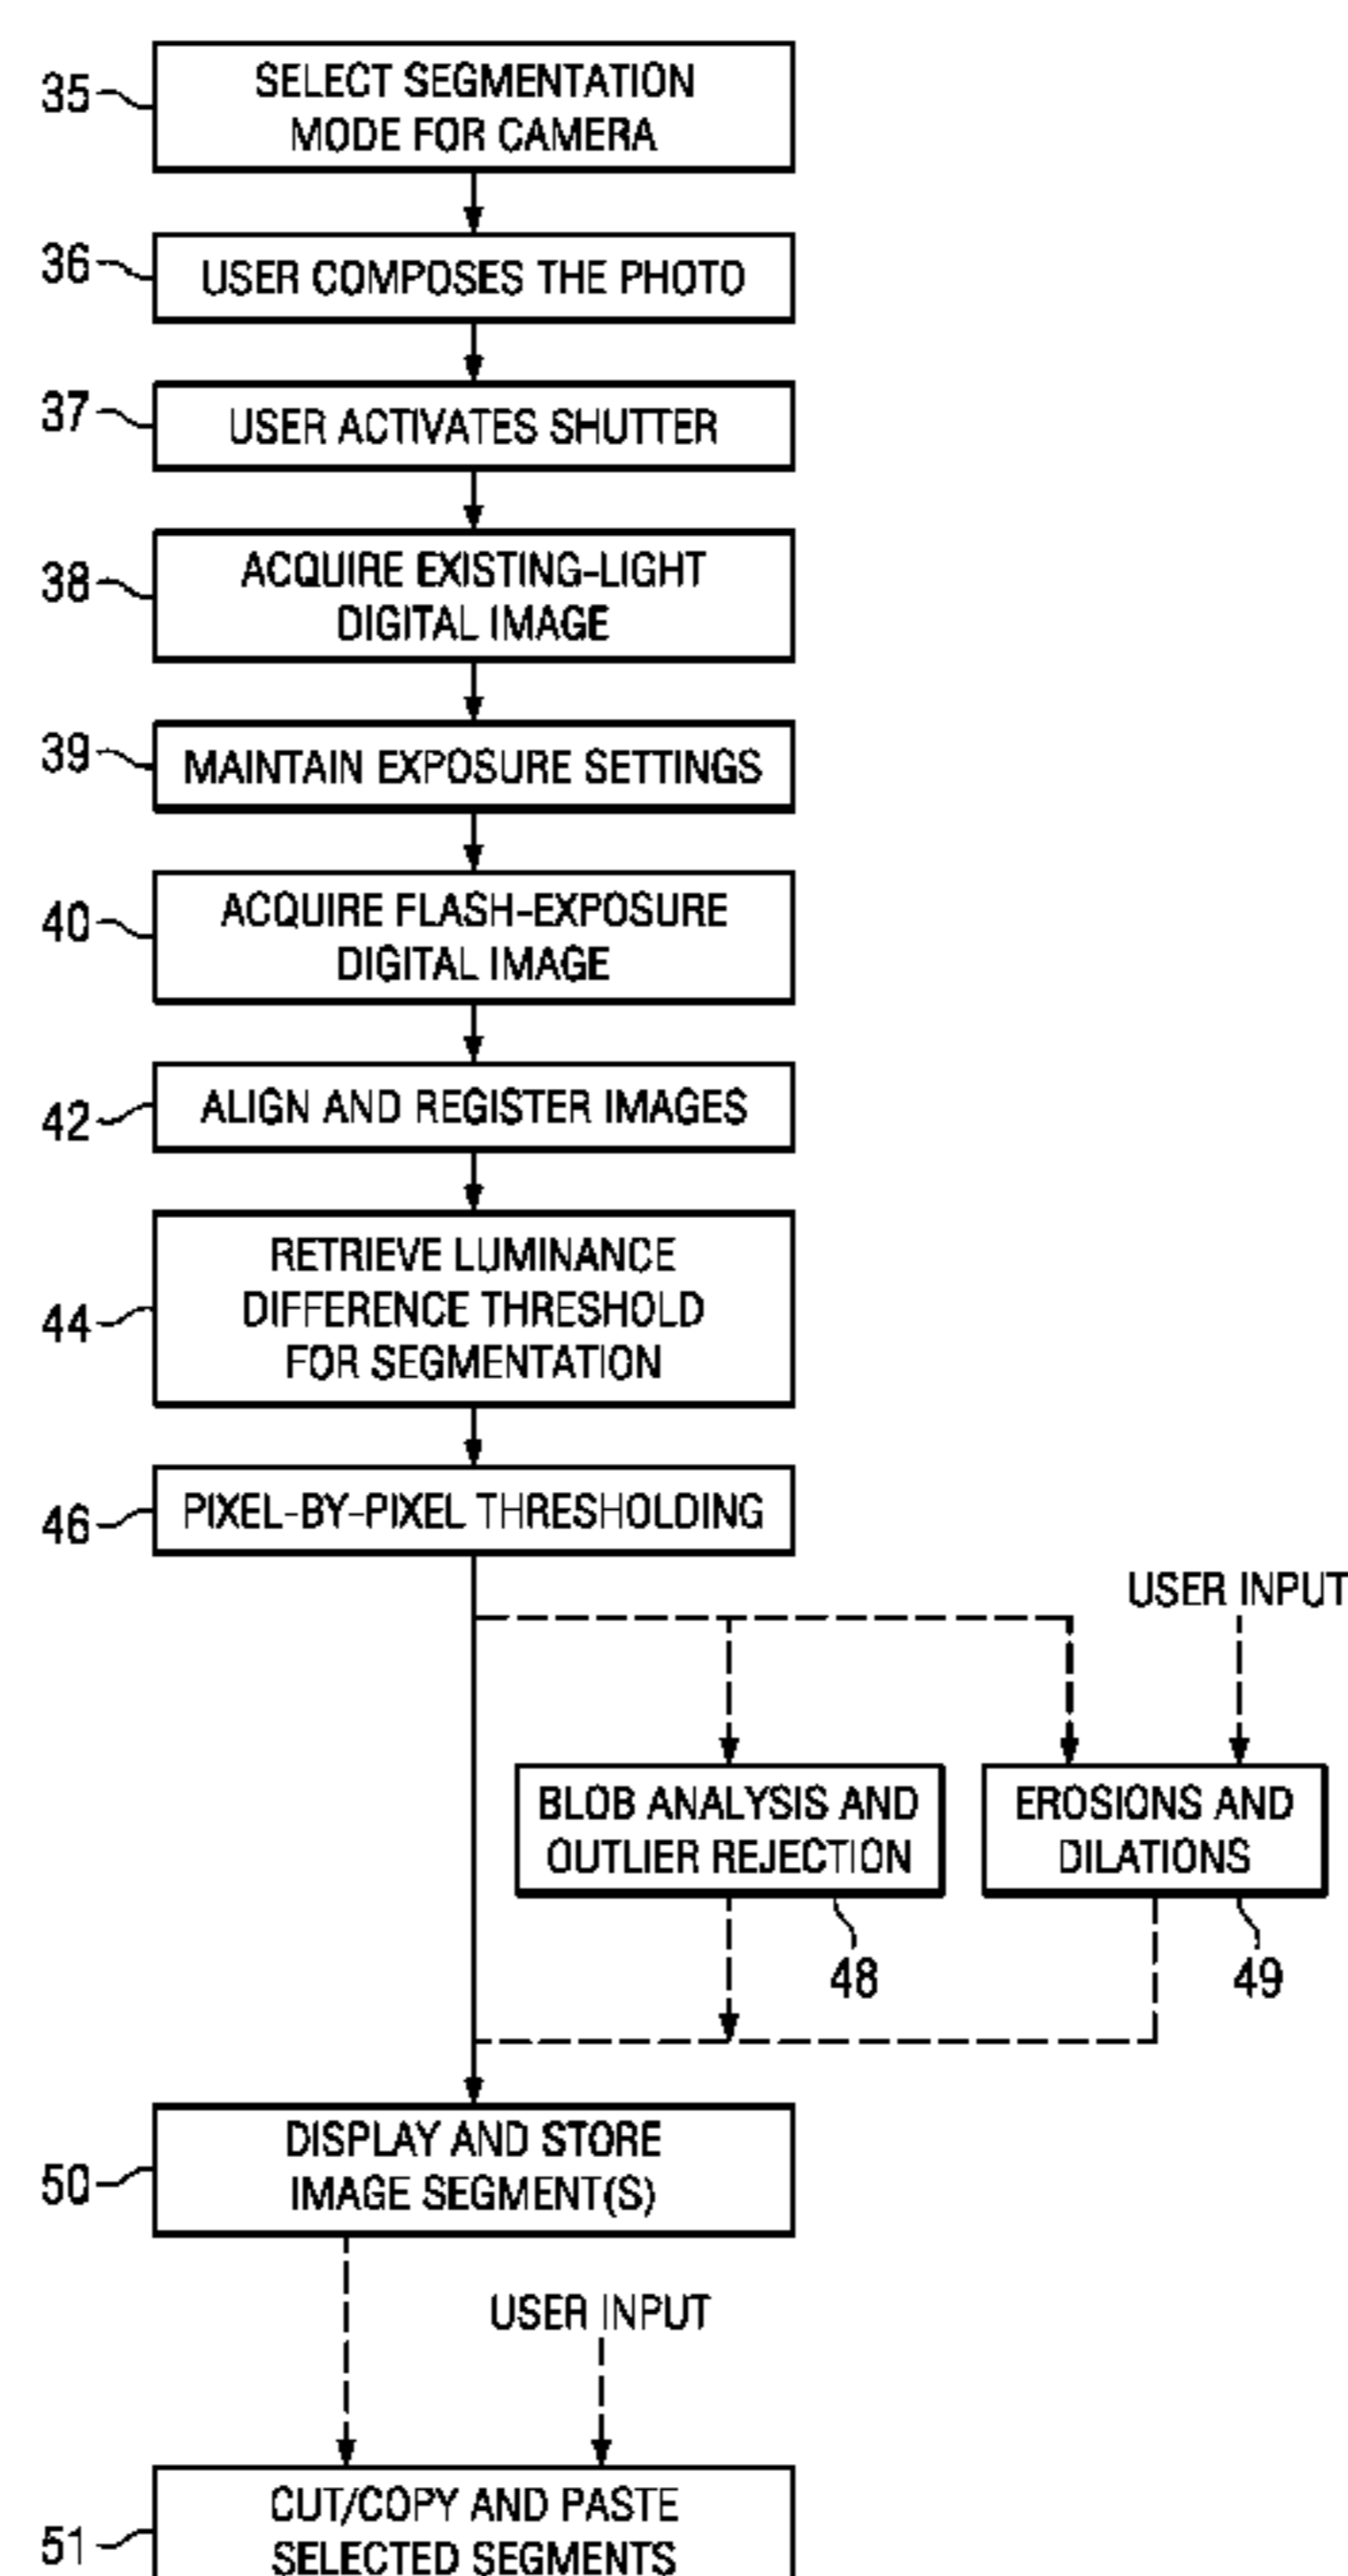 35
SELECT SEGMENTATION
MODE FOR CAMERA
36
USER COMPOSES THE PHOTO
37
USER ACTIVATES SHUTTER
38
ACQUIRE EXISTING-LIGHT
DIGITAL IMAGE
39
MAINTAIN EXPOSURE SETTINGS
40
ACQUIRE FLASH-EXPOSURE
DIGITAL IMAGE
42
ALIGN AND REGISTER IMAGES
44
RETRIEVE LUMINANCE
DIFFERENCE THRESHOLD
FOR SEGMENTATION
46
PIXEL-BY-PIXEL THRESHOLDING
USER INPUT
BLOB ANALYSIS AND
OUTLIER REJECTION
48
EROSIONS AND
DILATIONS
49
50
DISPLAY AND STORE
IMAGE SEGMENT(S)
USER INPUT
51
CUT/COPY AND PASTE
SELECTED SEGMENTS